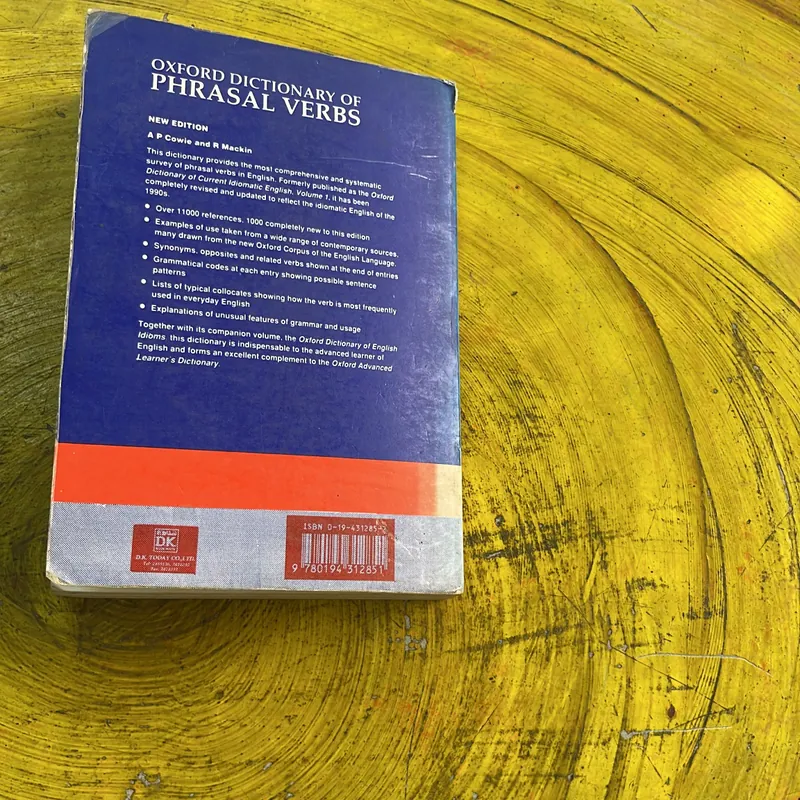 OXFORD DICTIONARY OF
PHRASAL VERBS
NEW EDITION
A P Cowie and R Mackin
This dictionary provides the most comprehensive and systematic
survey of phrasal verbs in English. Formerly published as the Oxford
Dictionary of Current Idiomatic English, Volume 1, it has been
completely revised and updated to reflect the idiomatic English of the
1990s.
● Over 11000 references, 1000 completely new to this edition
● Examples of use taken from a wide range of contemporary sources,
many drawn from the new Oxford Corpus of the English Language.
● Synonyms, opposites and related verbs shown at the end of entries
● Grammatical codes at each entry showing possible sentence
patterns
● Lists of typical collocates showing how the verb is most frequently
used in everyday English
● Explanations of unusual features of grammar and usage
Together with its companion volume, the Oxford Dictionary of English
Idioms, this dictionary is indispensable to the advanced learner of
English and forms an excellent complement to the Oxford Advanced
Learner's Dictionary.
DK
D.K. TODAY CO.,LTD.
ISBN 0-19-431285-
9 780194 312851